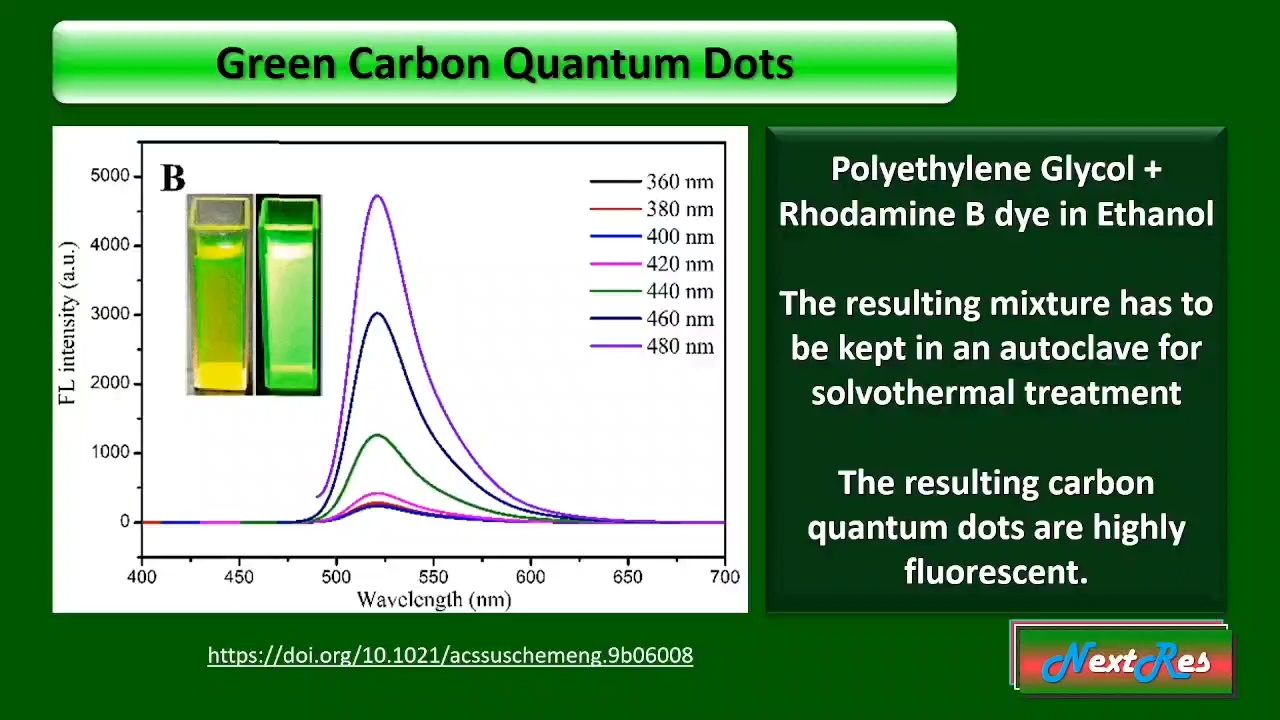 Green Carbon Quantum Dots
B
5000
4000
3000
2000
1000
0
FL intensity (a.u.)
360 nm
380 nm
400 nm
420 nm
440 nm
460 nm
480 nm
400 450 500 550 600 650 700
Wavelength (nm)
Polyethylene Glycol +
Rhodamine B dye in Ethanol
The resulting mixture has to
be kept in an autoclave for
solvothermal treatment
The resulting carbon
quantum dots are highly
fluorescent.
https://doi.org/10.1021/acssuschemeng.9b06008
NextRes